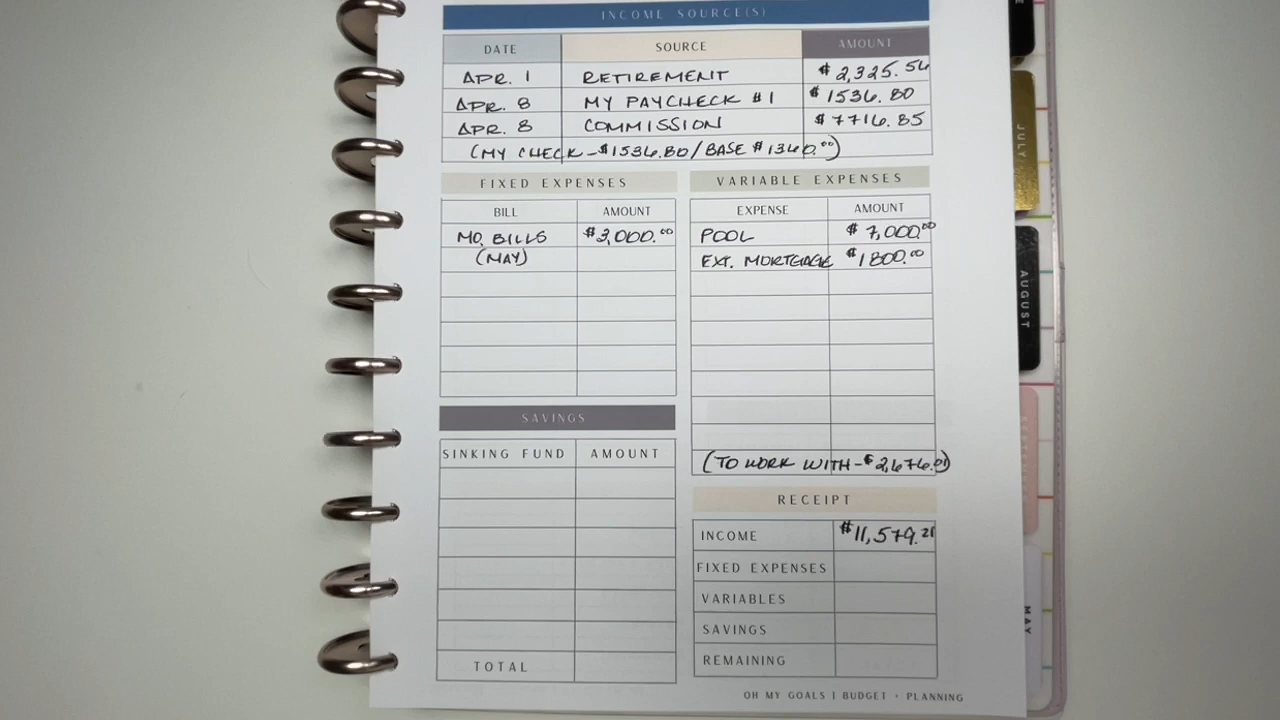 INCOME SOURCE(S)
DATE SOURCE AMOUNT
APR. 1 RETIREMENT $2,325.56
APR. 8 MY PAYCHECK #1 $1536.80
APR. 8 COMMISSION $7716.85
(MY CHECK-$1536.80/BASE $1360.00)
FIXED EXPENSES
BILL AMOUNT
MO. BILLS $3,000.00
(MAY)
VARIABLE EXPENSES
EXPENSE AMOUNT
POOL $7,000.00
EXT. MORTGAGE $1800.00
(TO WORK WITH-$2,676.01)
SAVINGS
SINKING FUND AMOUNT
TOTAL
RECEIPT
INCOME $11,579.21
FIXED EXPENSES
VARIABLES
SAVINGS
REMAINING
OH MY GOALS | BUDGET + PLANNING
JULY
AUGUST
MAY